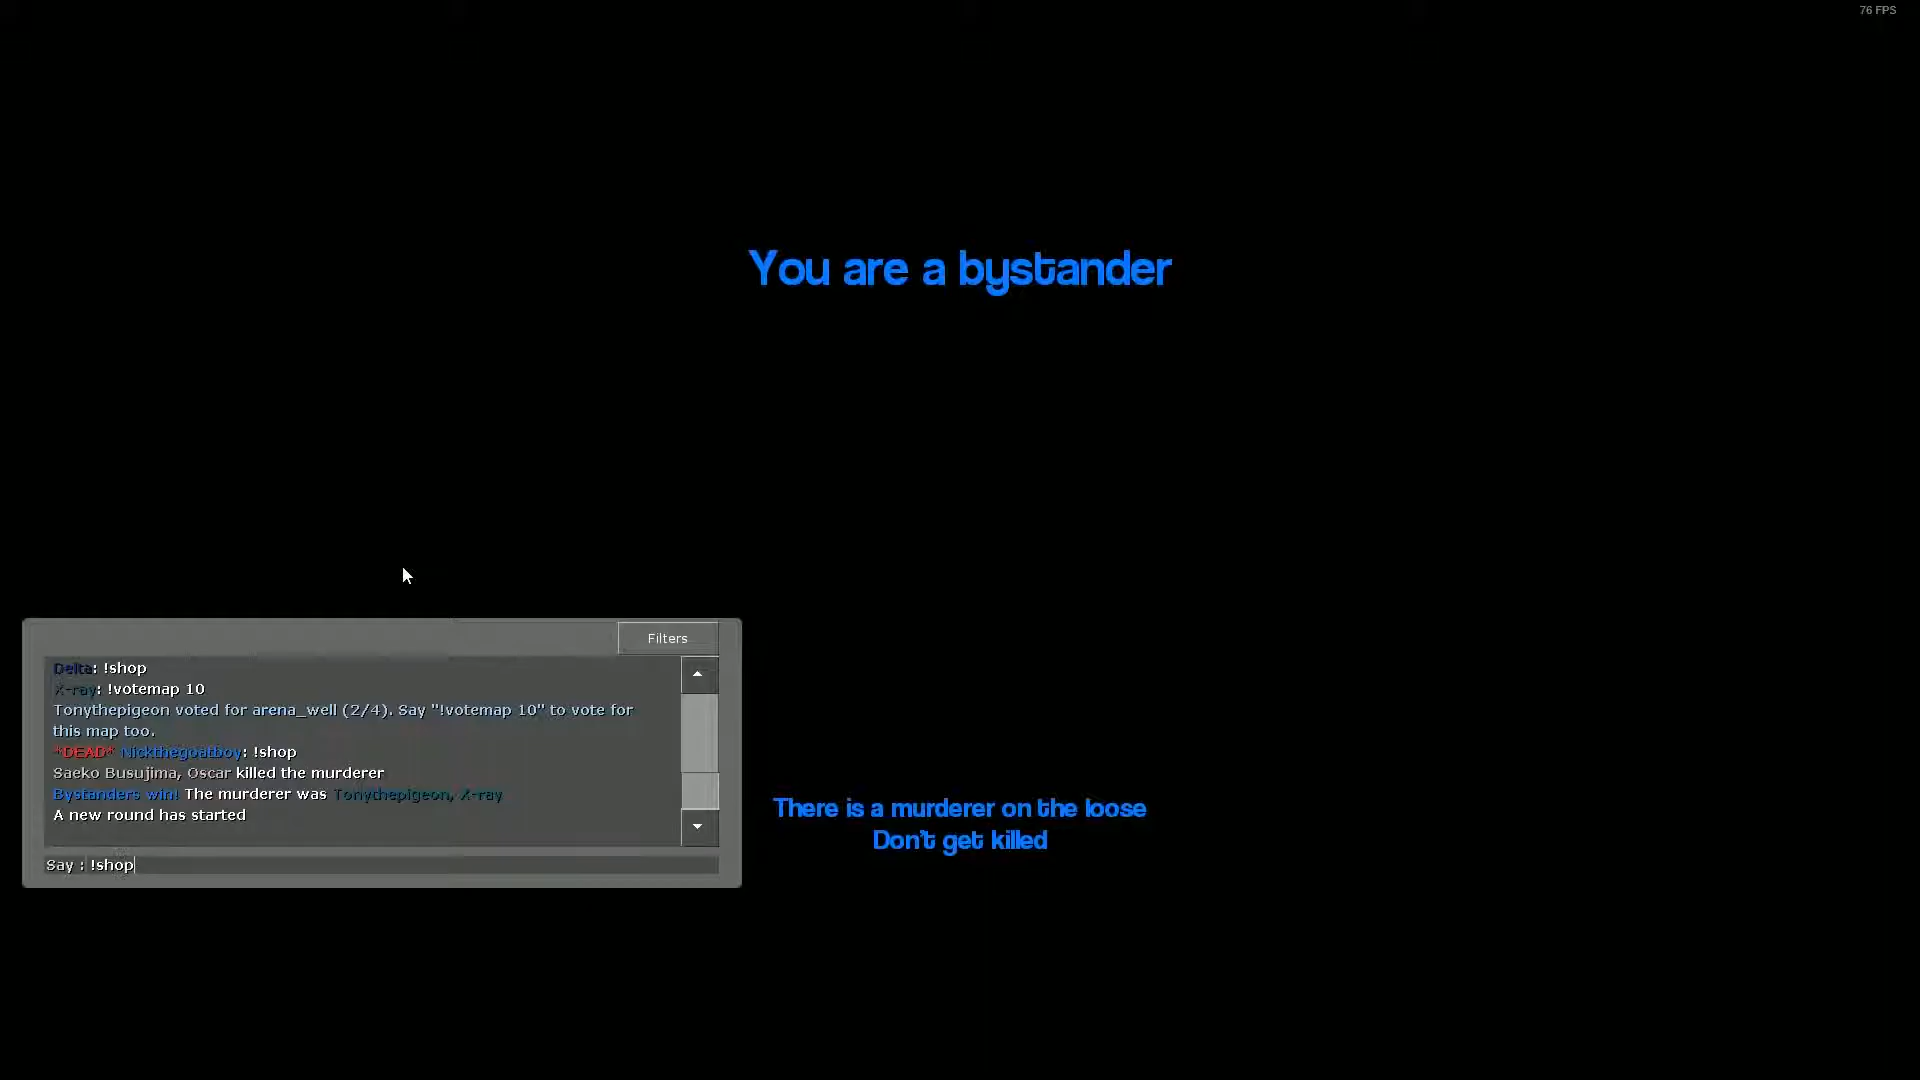 76 FPS
You are a bystander
Filters
Delta: !shop
X-ray: !votemap 10
Tonythepigeon voted for arena_well (2/4). Say "!votemap 10" to vote for
this map too.
*DEAD* Nickthegoatboy: !shop
Saeko Busujima, Oscar killed the murderer
Bystanders win! The murderer was Tonythepigeon, X-ray
A new round has started
Say : !shop
There is a murderer on the loose
Don't get killed